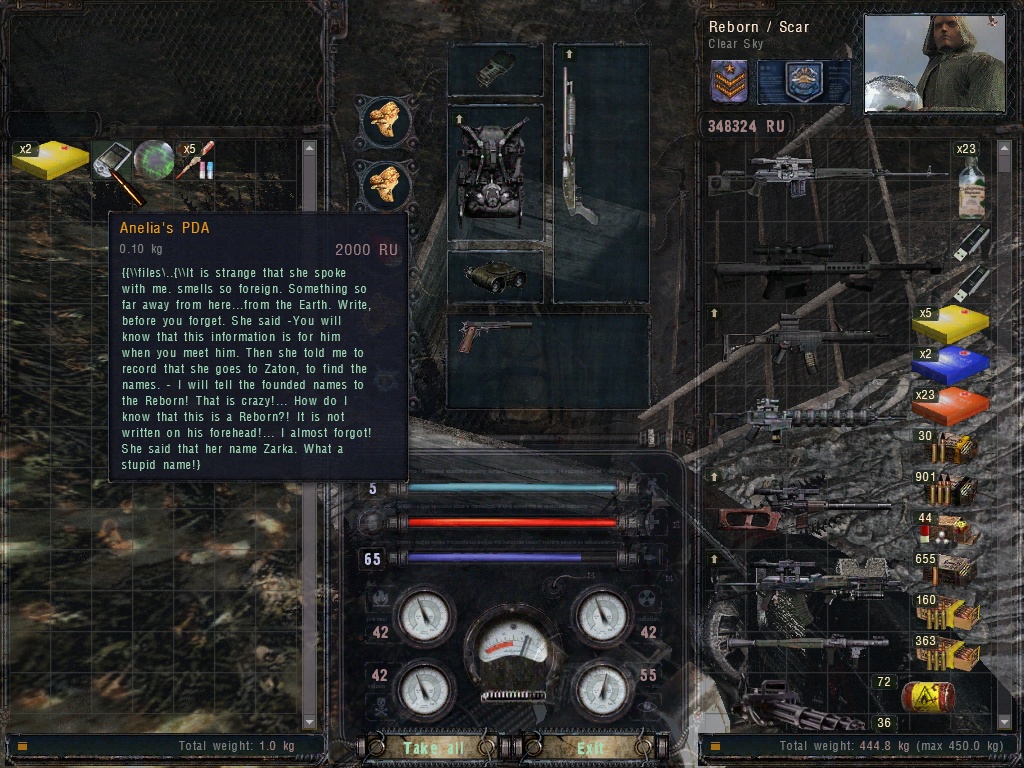 Reborn / Scar
Clear Sky
348324 RU
x2
x5
x23
Anelia's PDA
0.10 kg
2000 RU
{{\\files\..{\\It is strange that she spoke
with me. smells so foreign. Something so
far away from here...from the Earth. Write,
before you forget. She said -You will
know that this information is for him
when you meet him. Then she told me to
record that she goes to Zaton, to find the
names. - I will tell the founded names to
the Reborn! That is crazy!... How do I
know that this is a Reborn?! It is not
written on his forehead!... I almost forgot!
She said that her name Zarka. What a
stupid name!}
x5
x2
x23
30
901
44
655
160
363
72
36
5
65
42
42
42
55
Total weight: 1.0 kg
Take all
Exit
Total weight: 444.8 kg (max 450.0 kg)